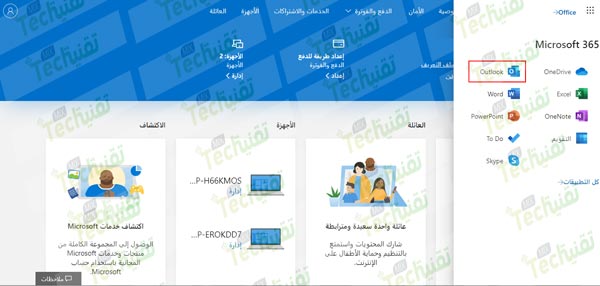 العائلة
الأجهزة
الخدمات والاشتراكات
الدفع والفوترة
الأمان
Office
Microsoft 365
Outlook
OneDrive
Word
Excel
PowerPoint
OneNote
To Do
التقويم
Skype
كل التطبيقات
إعداد طريقة للدفع
الدفع والفوترة
إعداد
الأجهزة: 2
الأجهزة
إدارة
العائلة
عائلة واحدة سعيدة ومترابطة
شارك المحتويات واستمتع
بالتنظيم وحماية الأطفال على
الإنترنت.
الأجهزة
P-H66KMOS...
إدارة
P-EROKDD7...
إدارة
الاكتشاف
اكتشاف خدمات Microsoft
الوصول إلى المجموعة الكاملة من
منتجات وخدمات Microsoft
المجانية باستخدام حساب
Microsoft.
ملاحظات
تقنيتك
Techjuice